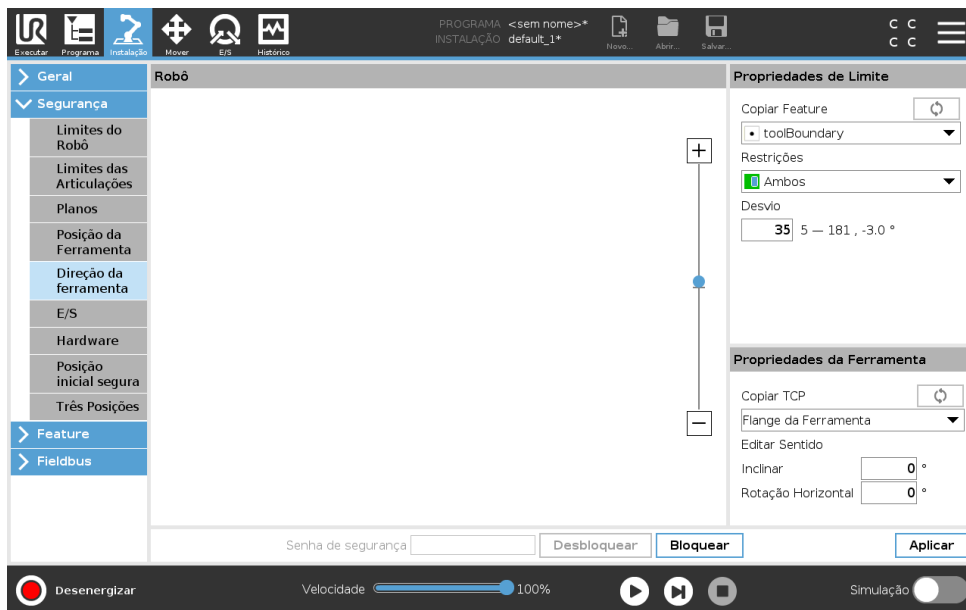 Executar
Programa
Instalação
Mover
E/S
Histórico
PROGRAMA <sem nome>*
INSTALAÇÃO default_1*
Novo...
Abrir...
Salvar...
C C
C C
Geral
Segurança
Limites do
Robô
Limites das
Articulações
Planos
Posição da
Ferramenta
Direção da
ferramenta
E/S
Hardware
Posição
inicial segura
Três Posições
Feature
Fieldbus
Robô
Propriedades de Limite
Copiar Feature
toolBoundary
Restrições
Ambos
Desvio
35 5 — 181 , -3.0 °
Propriedades da Ferramenta
Copiar TCP
Flange da Ferramenta
Editar Sentido
Inclinar 0 °
Rotação Horizontal 0 °
Senha de segurança Desbloquear Bloquear Aplicar
Desenergizar Velocidade 100% Simulação